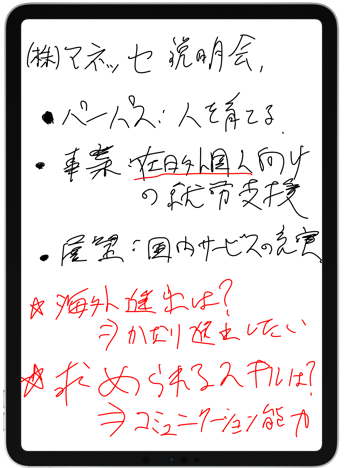 (株)マネッセ 説明会,
・パーパス:人を育てる.
・事業:在日外国人向け
の就労支援
・展望:国内サービスの充実
☆海外進出は?
⇒かなり進出したい
☆求められるスキルは?
⇒コミュニケーション能力